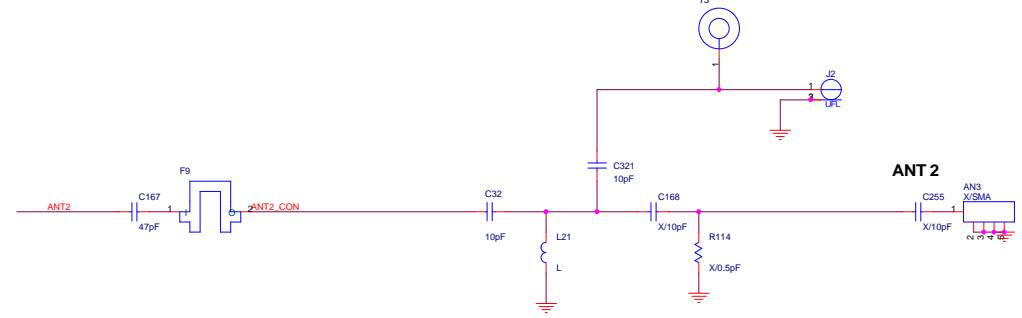 1
J2
1
2
UFL
C321
10pF
ANT 2
F9
AN3
X/SMA
C167
C32
C168
C255
ANT2
1
2
ANT2_CON
1
47pF
10pF
L21
X/10pF
R114
X/10pF
L
X/0.5pF
2
3
4
5